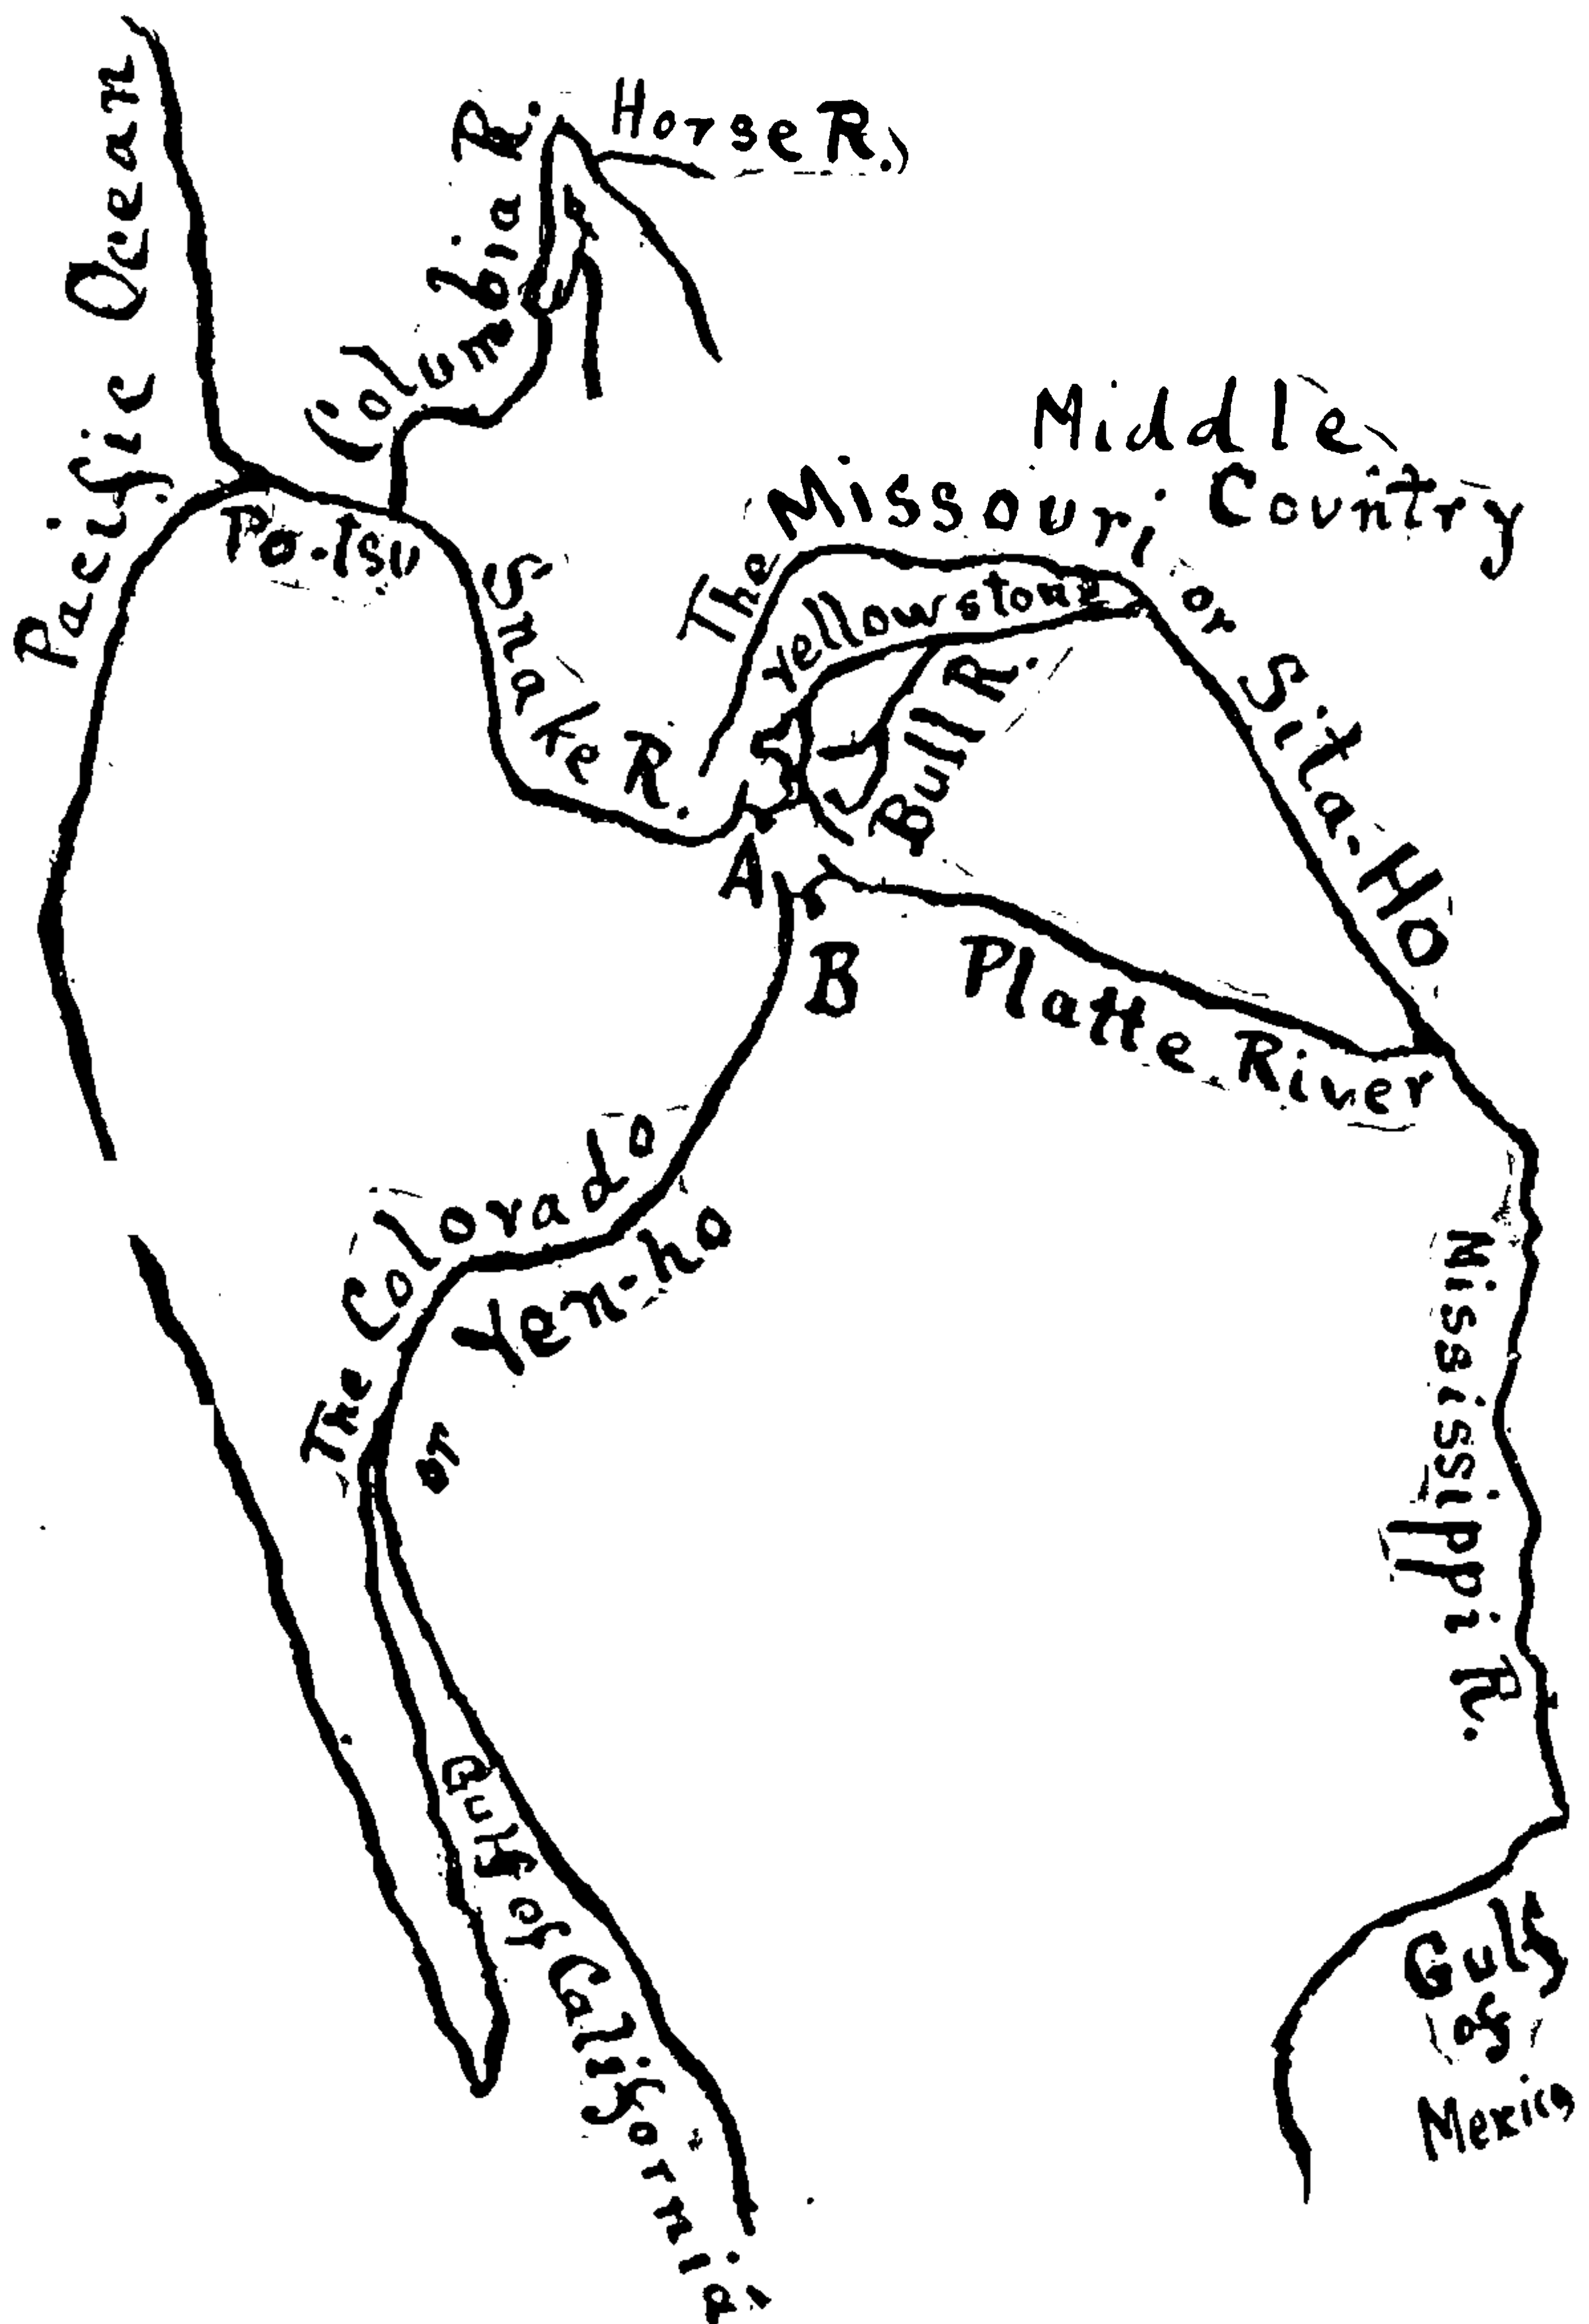 Pacific Ocean
Columbia R.
Horse R.
Po-tsu
Snake R.
Middle
Country
The Missouri or Sita-Ho
Yellowstone
Bull R.
A
B
Platte River
The Colorado
or
Yen-ho
Mississippi R.
Gulf of California
Gulf
of
Mexico